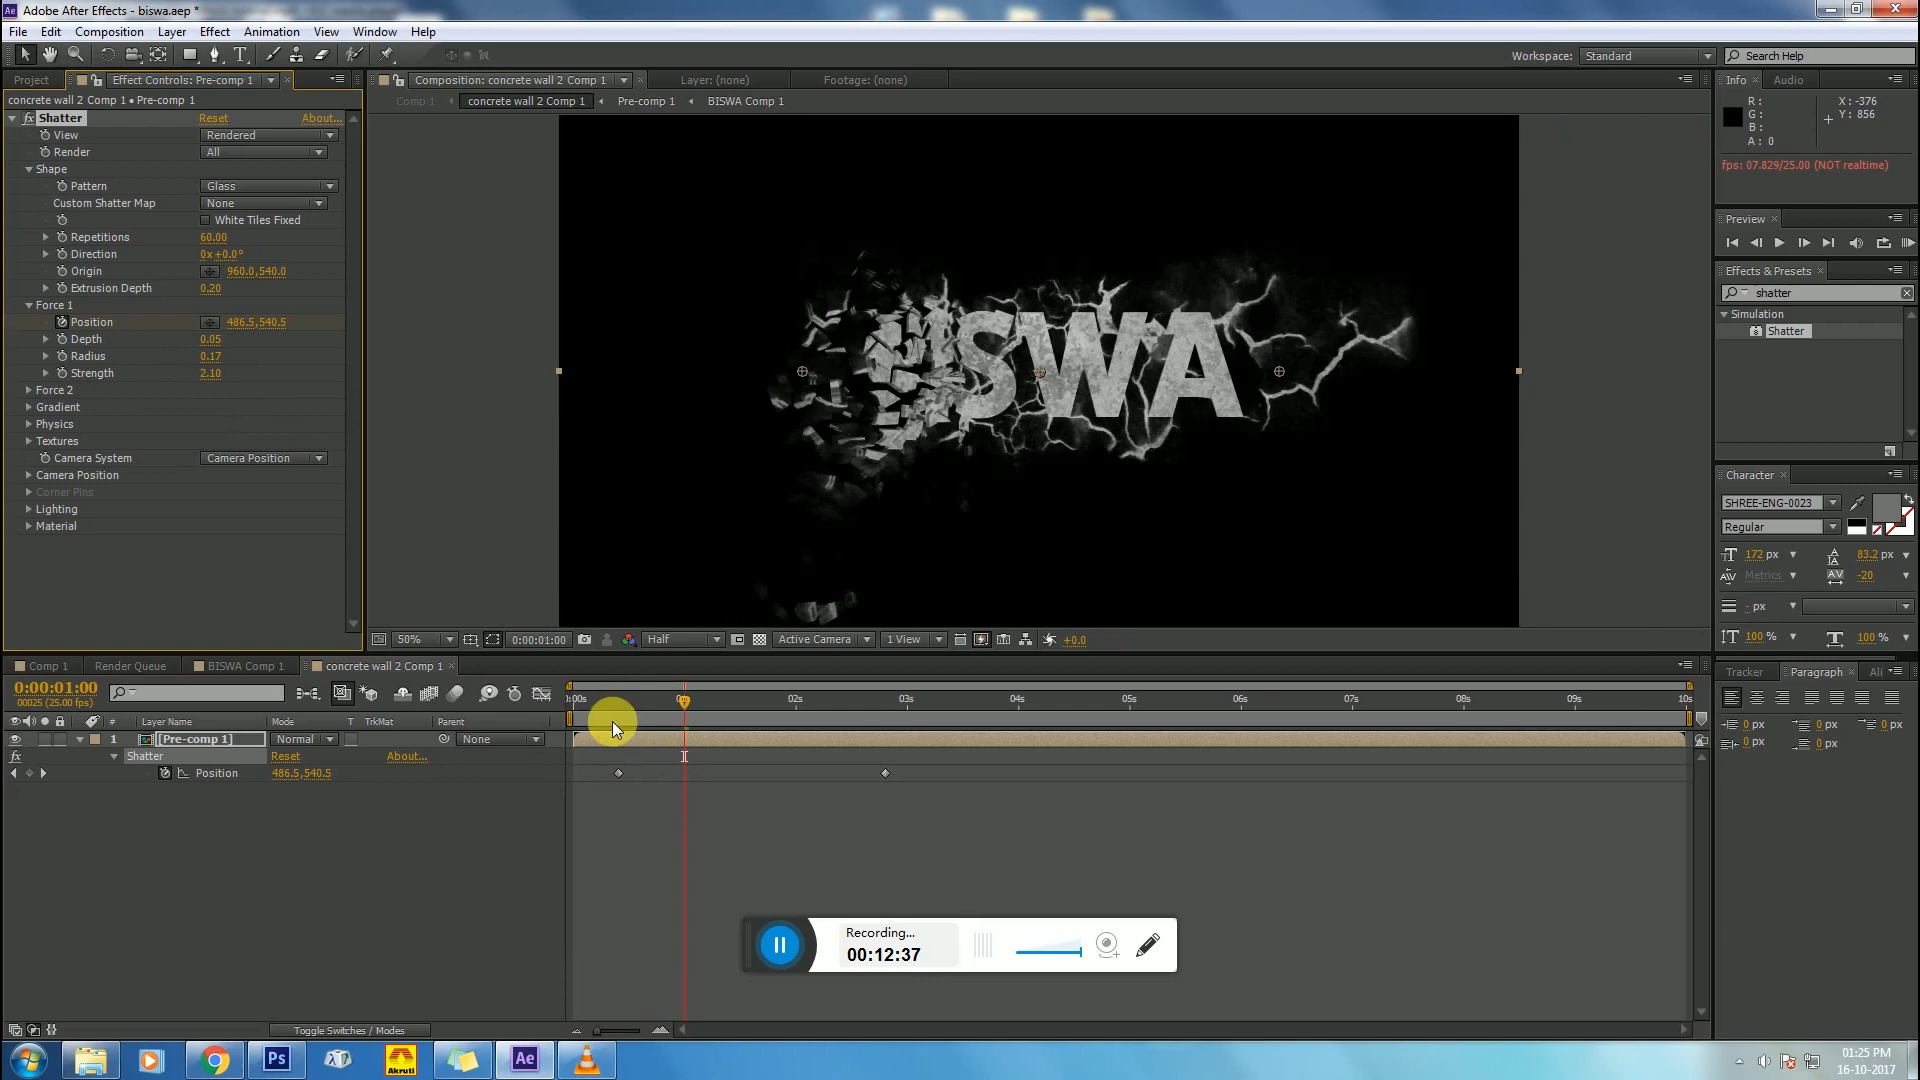 Adobe After Effects - biswa.aep *
File Edit Composition Layer Effect Animation View Window Help
Workspace: Standard Search Help
Project Effect Controls: Pre-comp 1
Composition: concrete wall 2 Comp 1 Layer: (none) Footage: (none)
Info Audio
concrete wall 2 Comp 1 • Pre-comp 1
Comp 1 concrete wall 2 Comp 1 Pre-comp 1 BISWA Comp 1
R: X: -376
G: Y: 856
B:
A: 0
fps: 07.829/25.00 (NOT realtime)
fx Shatter Reset About...
View Rendered
Render All
Shape
Pattern Glass
Custom Shatter Map None
White Tiles Fixed
Repetitions 60.00
Direction 0x+0.0°
Origin 960.0,540.0
Extrusion Depth 0.20
Force 1
Position 486.5,540.5
Depth 0.05
Radius 0.17
Strength 2.10
Force 2
Gradient
Physics
Textures
Camera System Camera Position
Camera Position
Corner Pins
Lighting
Material
SWA
Preview
Effects & Presets
shatter
Simulation
Shatter
Character
SHREE-ENG-0023
Regular
172 px 83.2 px
Metrics -20
- px
100 % 100 %
50% 0:00:01:00 Half Active Camera 1 View +0.0
Comp 1 Render Queue BISWA Comp 1 concrete wall 2 Comp 1
Tracker Paragraph Ali
0 px 0 px 0 px
0 px 0 px
0:00:01:00
00025 (25.00 fps)
02s 03s 04s 05s 06s 07s 08s 09s 10s
# Layer Name Mode T TrkMat Parent
1 [Pre-comp 1] Normal None
fx Shatter Reset About...
Position 486.5,540.5
Recording...
00:12:37
Toggle Switches / Modes
Ps
Akruti
Ae
01:25 PM
16-10-2017